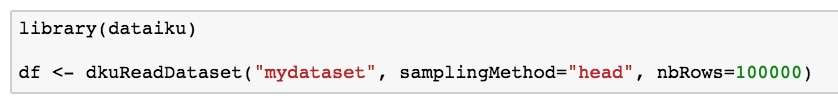 library(dataiku)
df <- dkuReadDataset("mydataset", samplingMethod="head", nbRows=100000)